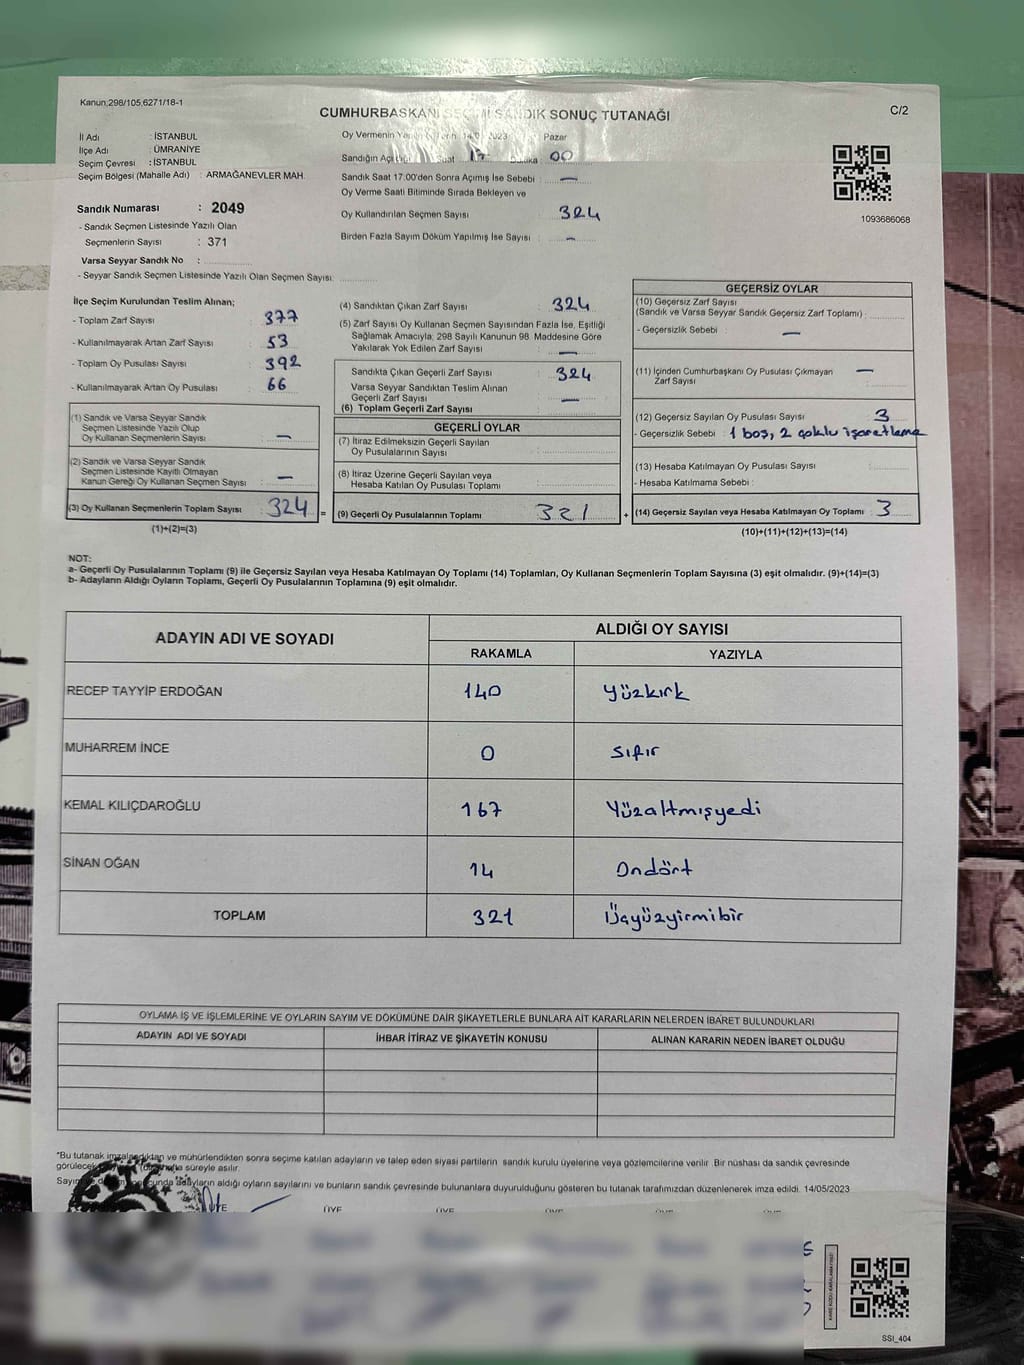 Kanun,298/105,6271/18-1
C/2
CUMHURBAŞKANI SEÇİMİ SANDIK SONUÇ TUTANAĞI
İl Adı : İSTANBUL
İlçe Adı : ÜMRANİYE
Seçim Çevresi : İSTANBUL
Seçim Bölgesi (Mahalle Adı) : ARMAĞANEVLER MAH.
Sandık Numarası : 2049
- Sandık Seçmen Listesinde Yazılı Olan
Seçmenlerin Sayısı : 371
Varsa Seyyar Sandık No :
- Seyyar Sandık Seçmen Listesinde Yazılı Olan Seçmen Sayısı:
Oy Vermenin 2023 Pazar
Sandığın Saat 17 00
Sandık Saat 17:00'den Sonra Açımış İse Sebebi : —
Oy Verme Saati Bitiminde Sırada Bekleyen ve
Oy Kullandırılan Seçmen Sayısı 324
Birden Fazla Sayım Döküm Yapılmış İse Sayısı : —
1093686068
İlçe Seçim Kurulundan Teslim Alınan;
- Toplam Zarf Sayısı : 377
- Kullanılmayarak Artan Zarf Sayısı : 53
- Toplam Oy Pusulası Sayısı : 392
- Kullanılmayarak Artan Oy Pusulası : 66
(1) Sandık ve Varsa Seyyar Sandık
Seçmen Listesinde Yazılı Olup
Oy Kullanan Seçmenlerin Sayısı : —
(2) Sandık ve Varsa Seyyar Sandık
Seçmen Listesinde Kayıtlı Olmayan
Kanun Gereği Oy Kullanan Seçmen Sayısı : —
(3) Oy Kullanan Seçmenlerin Toplam Sayısı 324 =
(1)+(2)=(3)
(4) Sandıktan Çıkan Zarf Sayısı : 324
(5) Zarf Sayısı Oy Kullanan Seçmen Sayısından Fazla İse, Eşitliği
Sağlamak Amacıyla; 298 Sayılı Kanunun 98. Maddesine Göre
Yakılarak Yok Edilen Zarf Sayısı : —
Sandıkta Çıkan Geçerli Zarf Sayısı : 324
Varsa Seyyar Sandıktan Teslim Alınan
Geçerli Zarf Sayısı : —
(6) Toplam Geçerli Zarf Sayısı
GEÇERLİ OYLAR
(7) İtiraz Edilmeksizin Geçerli Sayılan
Oy Pusulalarının Sayısı :
(8) İtiraz Üzerine Geçerli Sayılan veya
Hesaba Katılan Oy Pusulası Toplamı :
(9) Geçerli Oy Pusulalarının Toplamı 321 +
GEÇERSİZ OYLAR
(10) Geçersiz Zarf Sayısı
(Sandık ve Varsa Seyyar Sandık Geçersiz Zarf Toplamı) :
- Geçersizlik Sebebi : —
(11) İçinden Cumhurbaşkanı Oy Pusulası Çıkmayan —
Zarf Sayısı :
(12) Geçersiz Sayılan Oy Pusulası Sayısı : 3
- Geçersizlik Sebebi : 1 boş, 2 çoklu işaretleme
(13) Hesaba Katılmayan Oy Pusulası Sayısı :
- Hesaba Katılmama Sebebi :
(14) Geçersiz Sayılan veya Hesaba Katılmayan Oy Toplamı : 3
(10)+(11)+(12)+(13)=(14)
NOT:
a- Geçerli Oy Pusulalarının Toplamı (9) ile Geçersiz Sayılan veya Hesaba Katılmayan Oy Toplamı (14) Toplamları, Oy Kullanan Seçmenlerin Toplam Sayısına (3) eşit olmalıdır. (9)+(14)=(3)
b- Adayların Aldığı Oyların Toplamı, Geçerli Oy Pusulalarının Toplamına (9) eşit olmalıdır.
ADAYIN ADI VE SOYADI
ALDIĞI OY SAYISI
RAKAMLA YAZIYLA
RECEP TAYYİP ERDOĞAN 140 Yüzkırk
MUHARREM İNCE 0 Sıfır
KEMAL KILIÇDAROĞLU 167 Yüzaltmışyedi
SİNAN OĞAN 14 Ondört
TOPLAM 321 Üçyüzyirmibir
OYLAMA İŞ VE İŞLEMLERİNE VE OYLARIN SAYIM VE DÖKÜMÜNE DAİR ŞİKAYETLERLE BUNLARA AİT KARARLARIN NELERDEN İBARET BULUNDUKLARI
ADAYIN ADI VE SOYADI İHBAR İTİRAZ VE ŞİKAYETİN KONUSU ALINAN KARARIN NEDEN İBARET OLDUĞU
*Bu tutanak imzalandıktan ve mühürlendikten sonra seçime katılan adayların ve talep eden siyasi partilerin sandık kurulu üyelerine veya gözlemcilerine verilir. Bir nüshası da sandık çevresinde
görülecek hafta süreyle asılır.
Sayım adayların aldığı oyların sayılarını ve bunların sandık çevresinde bulunanlara duyurulduğunu gösteren bu tutanak tarafımızdan düzenlenerek imza edildi. 14/05/2023
ÜYE ÜYE ÜYE
SSI_404